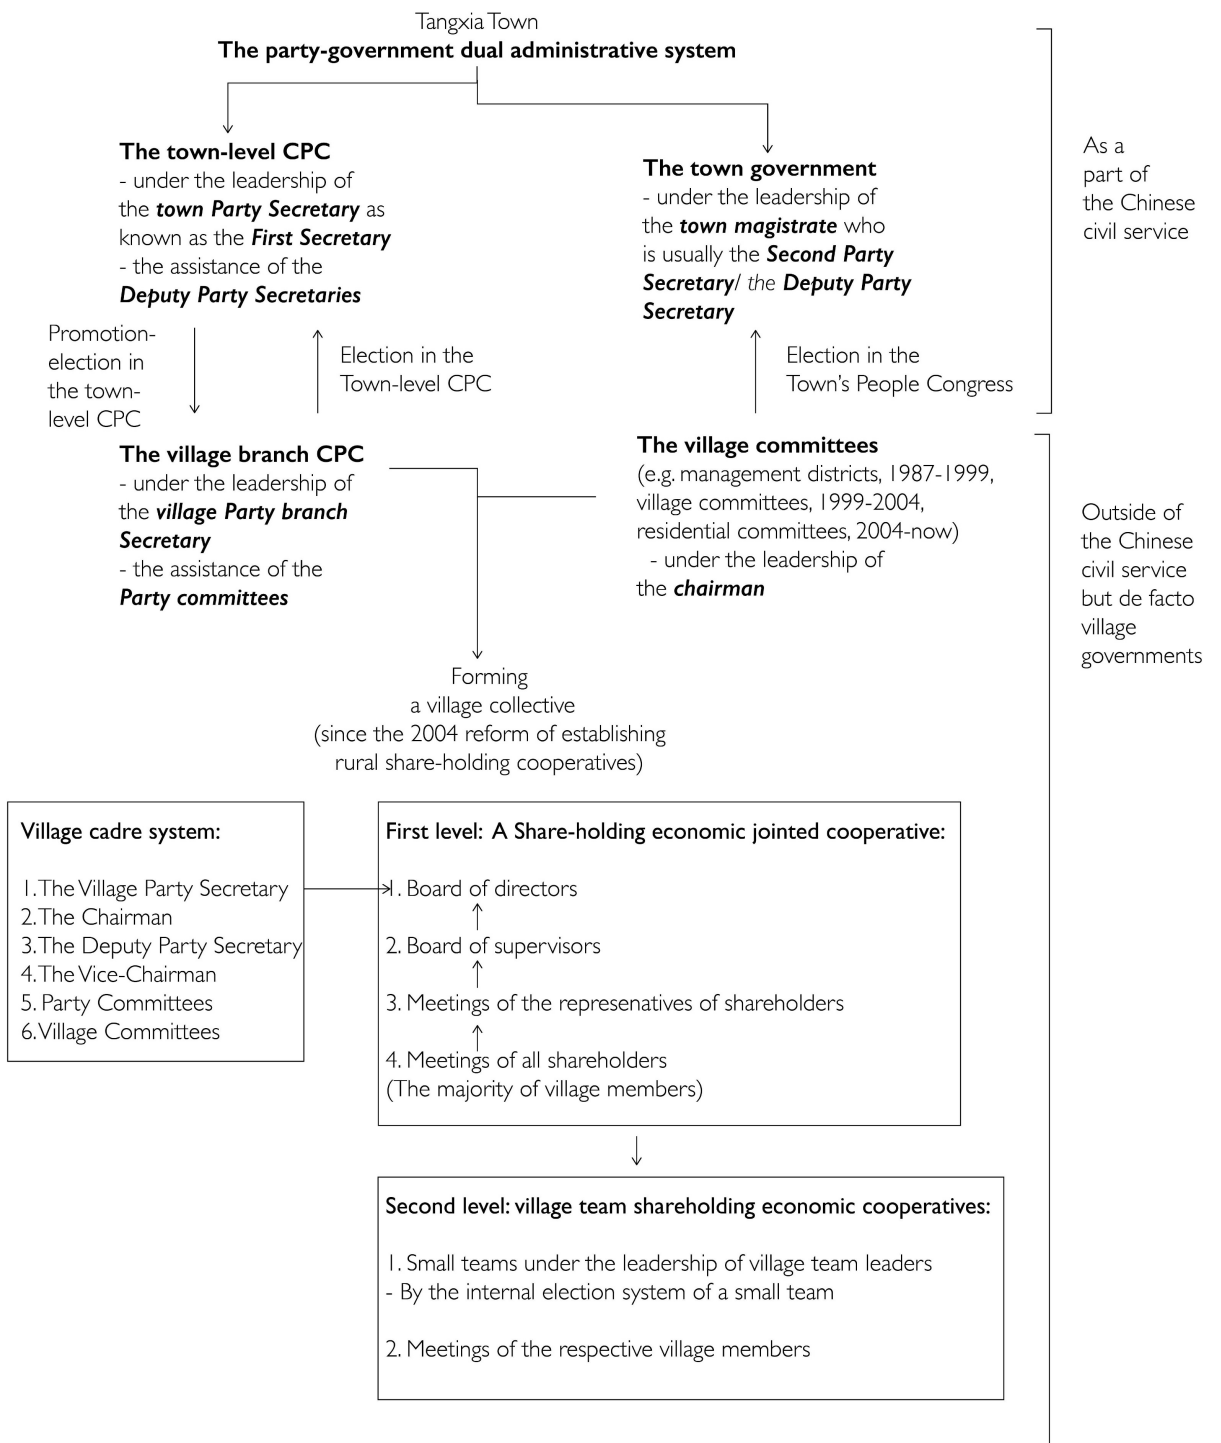 Tangxia Town
The party-government dual administrative system
The town-level CPC
- under the leadership of
the town Party Secretary as
known as the First Secretary
- the assistance of the
Deputy Party Secretaries
The town government
- under the leadership of
the town magistrate who
is usually the Second Party
Secretary/ the Deputy Party
Secretary
As a
part of
the Chinese
civil service
Promotion-
election in
the town-
level CPC
Election in the
Town-level CPC
Election in the
Town's People Congress
The village branch CPC
- under the leadership of
the village Party branch
Secretary
- the assistance of the
Party committees
The village committees
(e.g. management districts, 1987-1999,
village committees, 1999-2004,
residential committees, 2004-now)
- under the leadership of
the chairman
Outside of
the Chinese
civil service
but de facto
village
governments
Forming
a village collective
(since the 2004 reform of establishing
rural share-holding cooperatives)
Village cadre system:
1. The Village Party Secretary
2. The Chairman
3. The Deputy Party Secretary
4. The Vice-Chairman
5. Party Committees
6. Village Committees
First level: A Share-holding economic jointed cooperative:
1. Board of directors
2. Board of supervisors
3. Meetings of the represenatives of shareholders
4. Meetings of all shareholders
(The majority of village members)
Second level: village team shareholding economic cooperatives:
1. Small teams under the leadership of village team leaders
- By the internal election system of a small team
2. Meetings of the respective village members